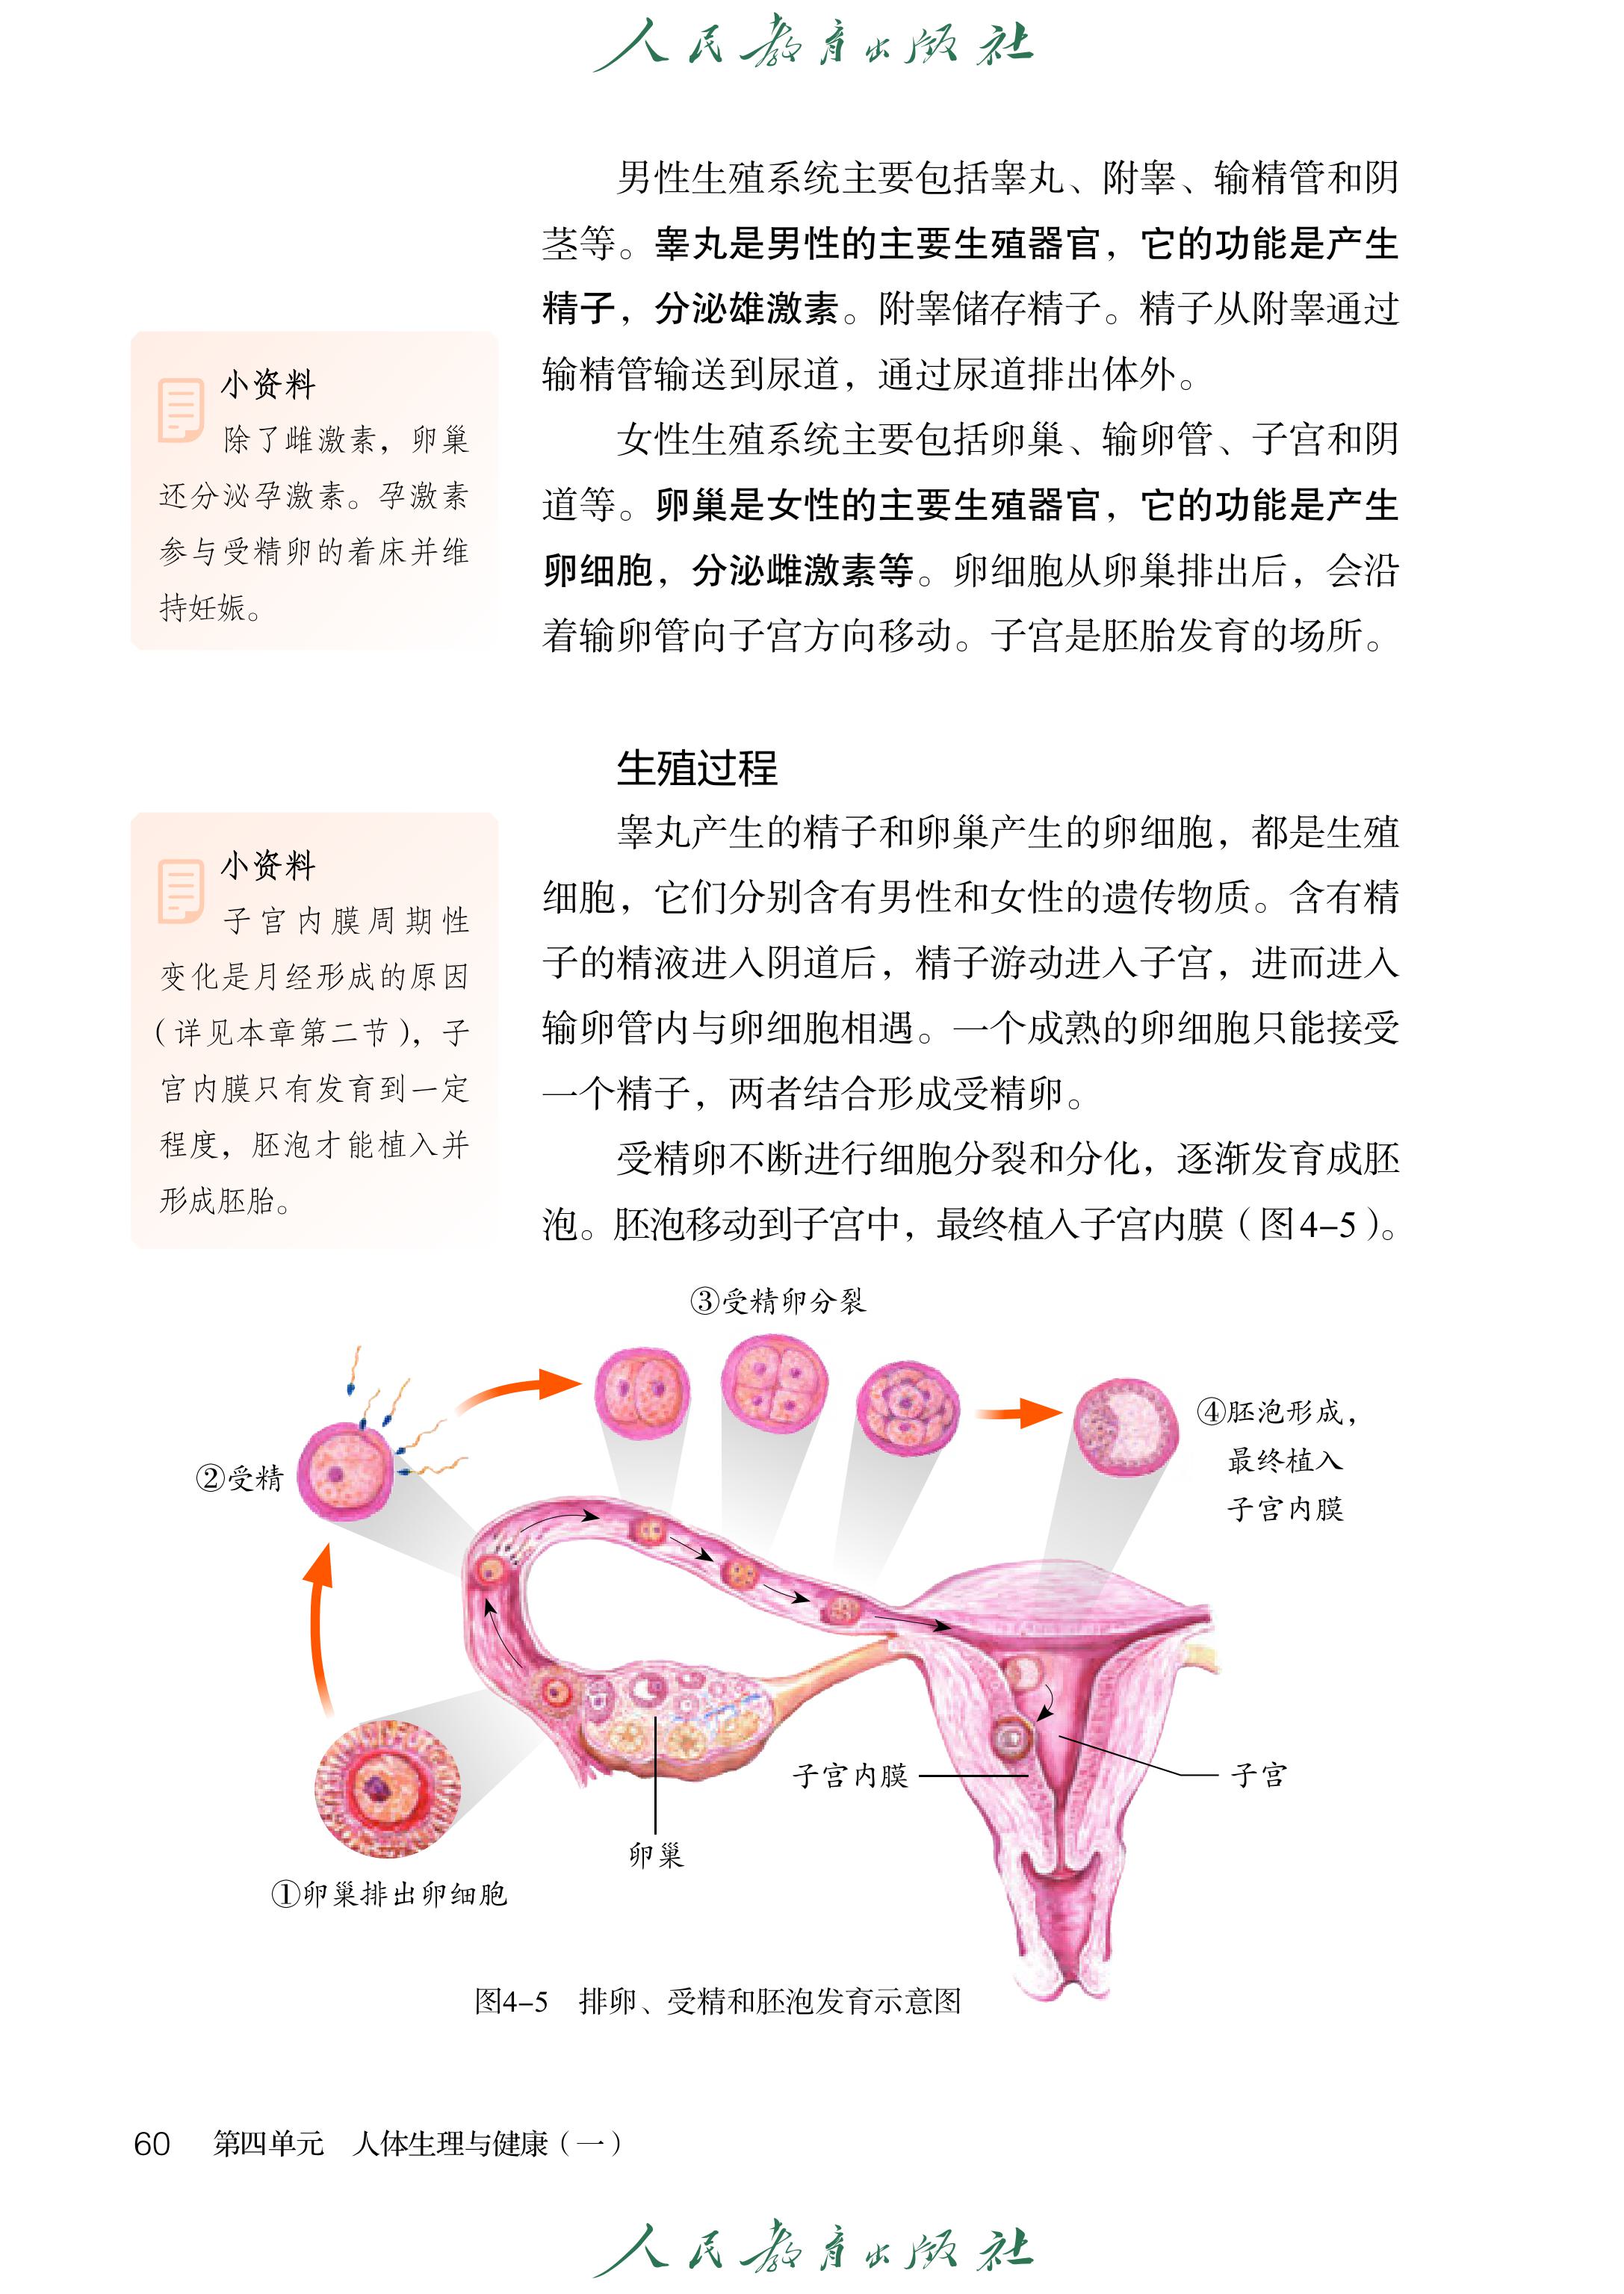 人民教育出版社
男性生殖系统主要包括睾丸、附睾、输精管和阴
茎等。睾丸是男性的主要生殖器官，它的功能是产生
精子，分泌雄激素。附睾储存精子。精子从附睾通过
输精管输送到尿道，通过尿道排出体外。
女性生殖系统主要包括卵巢、输卵管、子宫和阴
道等。卵巢是女性的主要生殖器官，它的功能是产生
卵细胞，分泌雌激素等。卵细胞从卵巢排出后，会沿
着输卵管向子宫方向移动。子宫是胚胎发育的场所。
小资料
除了雌激素，卵巢
还分泌孕激素。孕激素
参与受精卵的着床并维
持妊娠。
生殖过程
睾丸产生的精子和卵巢产生的卵细胞，都是生殖
细胞，它们分别含有男性和女性的遗传物质。含有精
子的精液进入阴道后，精子游动进入子宫，进而进入
输卵管内与卵细胞相遇。一个成熟的卵细胞只能接受
一个精子，两者结合形成受精卵。
受精卵不断进行细胞分裂和分化，逐渐发育成胚
泡。胚泡移动到子宫中，最终植入子宫内膜（图4-5）。
小资料
子宫内膜周期性
变化是月经形成的原因
（详见本章第二节），子
宫内膜只有发育到一定
程度，胚泡才能植入并
形成胚胎。
③受精卵分裂
④胚泡形成，
最终植入
子宫内膜
②受精
子宫内膜
子宫
卵巢
①卵巢排出卵细胞
图4-5 排卵、受精和胚泡发育示意图
60 第四单元 人体生理与健康（一）
人民教育出版社